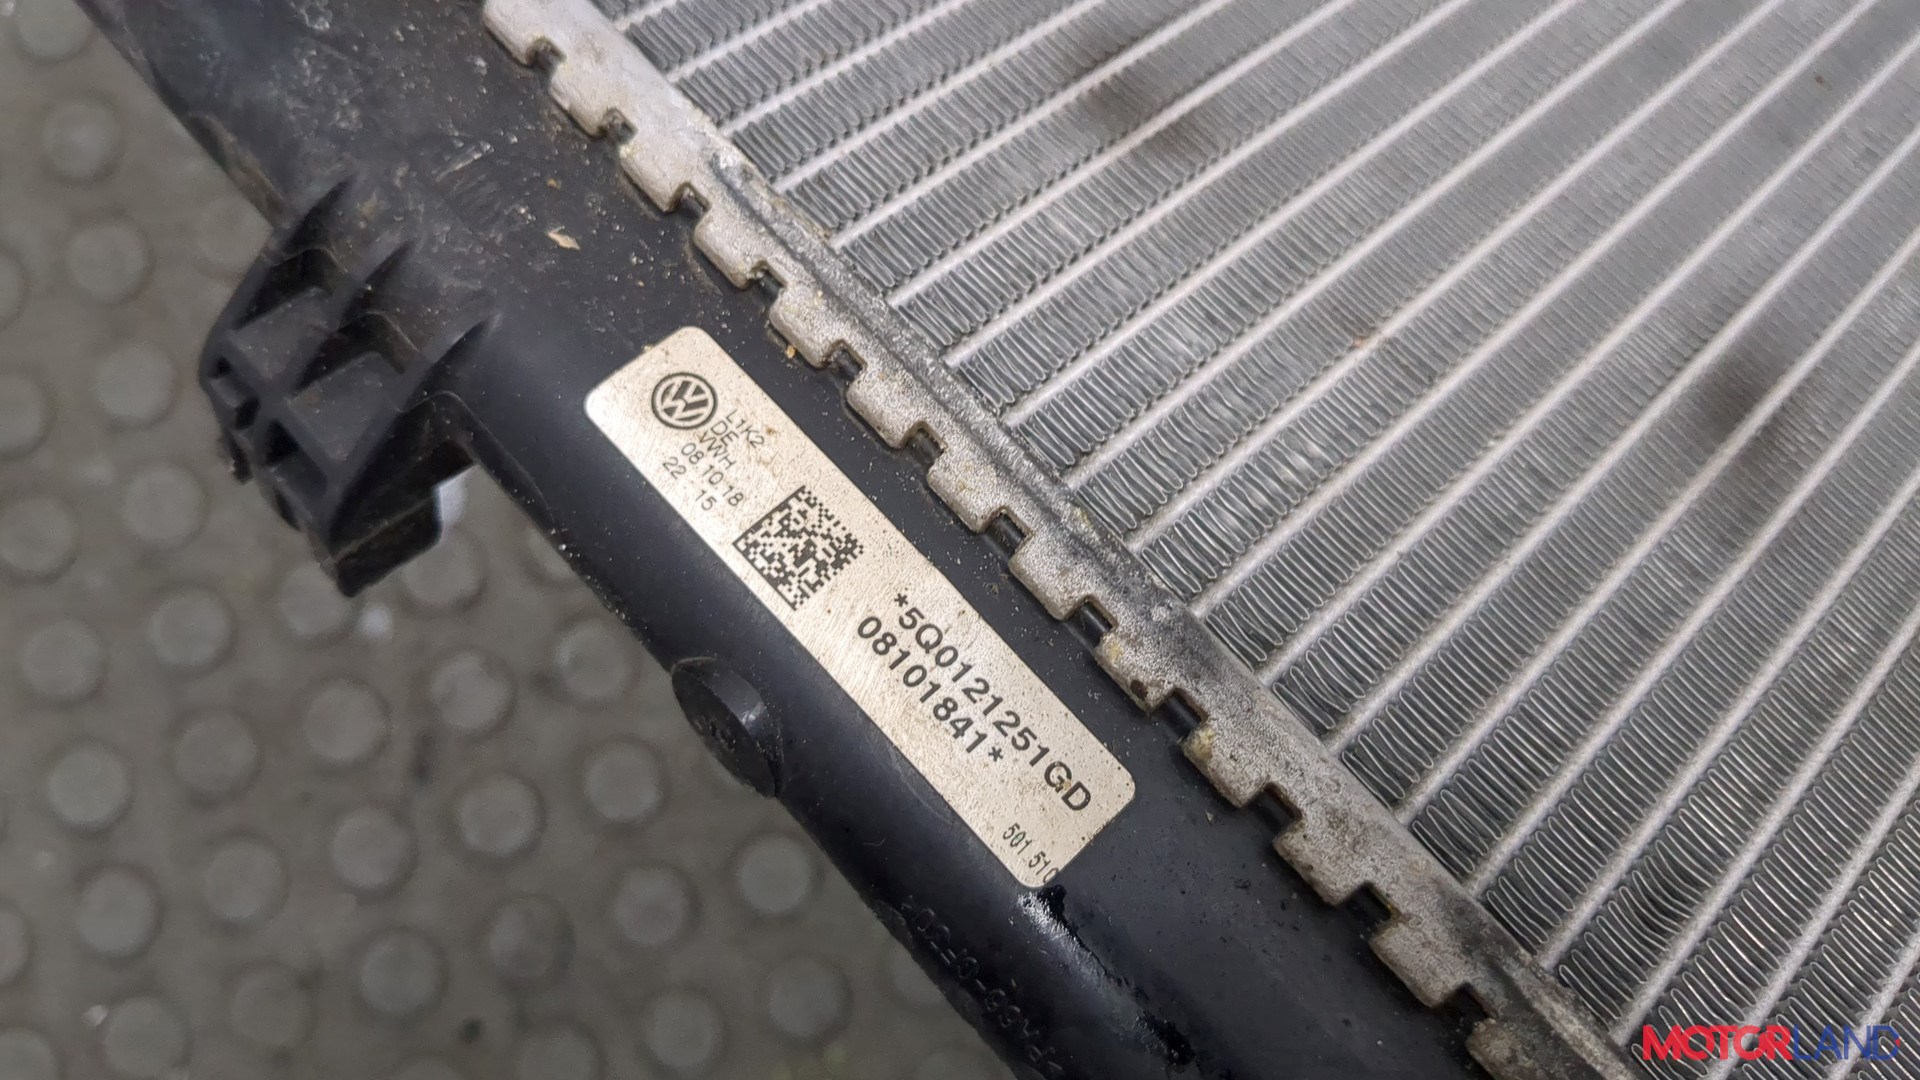 L1K2
DE
VWH
08.10.18
22-15
*5Q0121251GD
08101841*
501 510
MOTORLAND